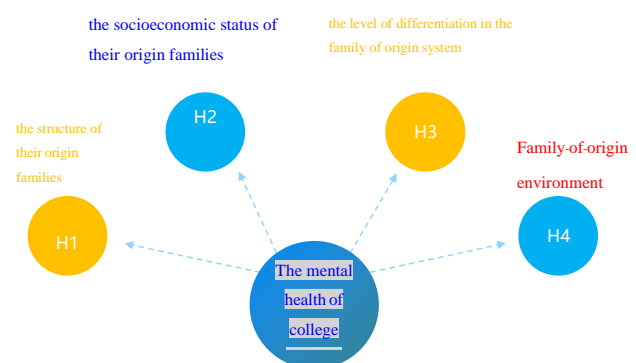 the socioeconomic status of
their origin families
the level of differentiation in the
family of origin system
H2
H3
the structure of
their origin
families
Family-of-origin
environment
H1
H4
The mental
health of
college